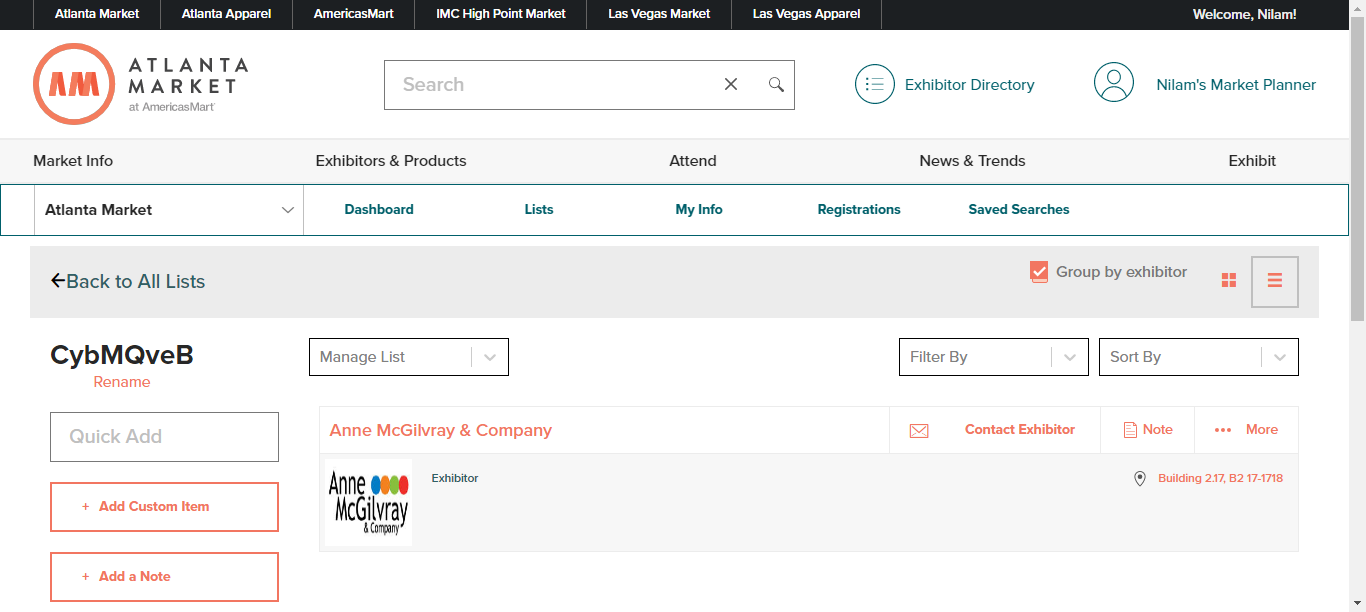 Atlanta Market Atlanta Apparel AmericasMart IMC High Point Market Las Vegas Market Las Vegas Apparel Welcome, Nilam!
AM ATLANTA
MARKET
at AmericasMart
Search
Exhibitor Directory
Nilam's Market Planner
Market Info Exhibitors & Products Attend News & Trends Exhibit
Atlanta Market Dashboard Lists My Info Registrations Saved Searches
Back to All Lists
Group by exhibitor
CybMQveB
Rename
Manage List
Filter By
Sort By
Quick Add
+ Add Custom Item
+ Add a Note
Anne McGilvray & Company
Contact Exhibitor
Note
More
Anne
McGilvray
& Company
Exhibitor
Building 2.17, B2 17-1718